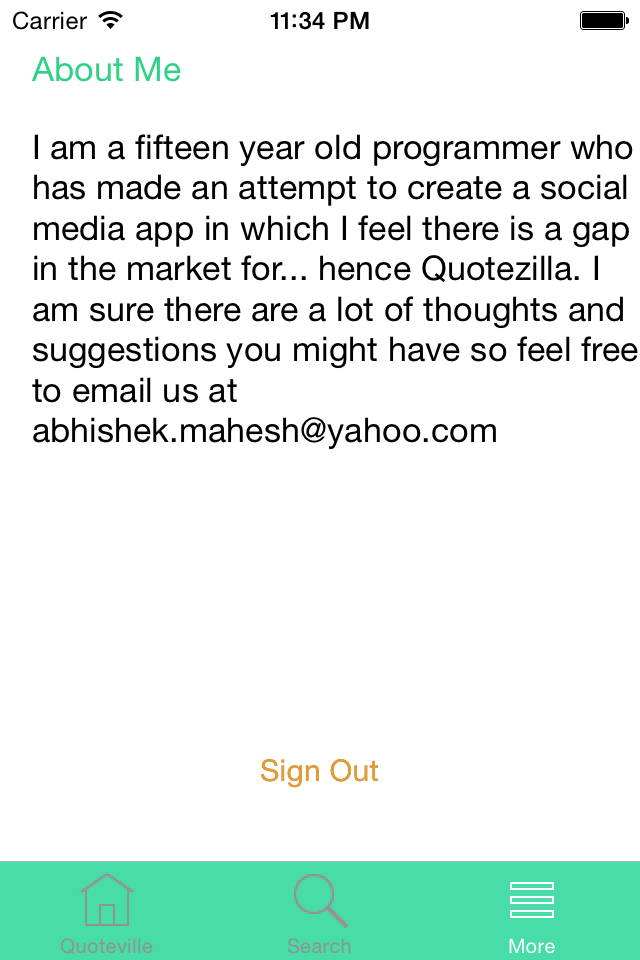 Carrier 11:34 PM
About Me
I am a fifteen year old programmer who
has made an attempt to create a social
media app in which I feel there is a gap
in the market for... hence Quotezilla. I
am sure there are a lot of thoughts and
suggestions you might have so feel free
to email us at
abhishek.mahesh@yahoo.com
Sign Out
Quoteville Search More